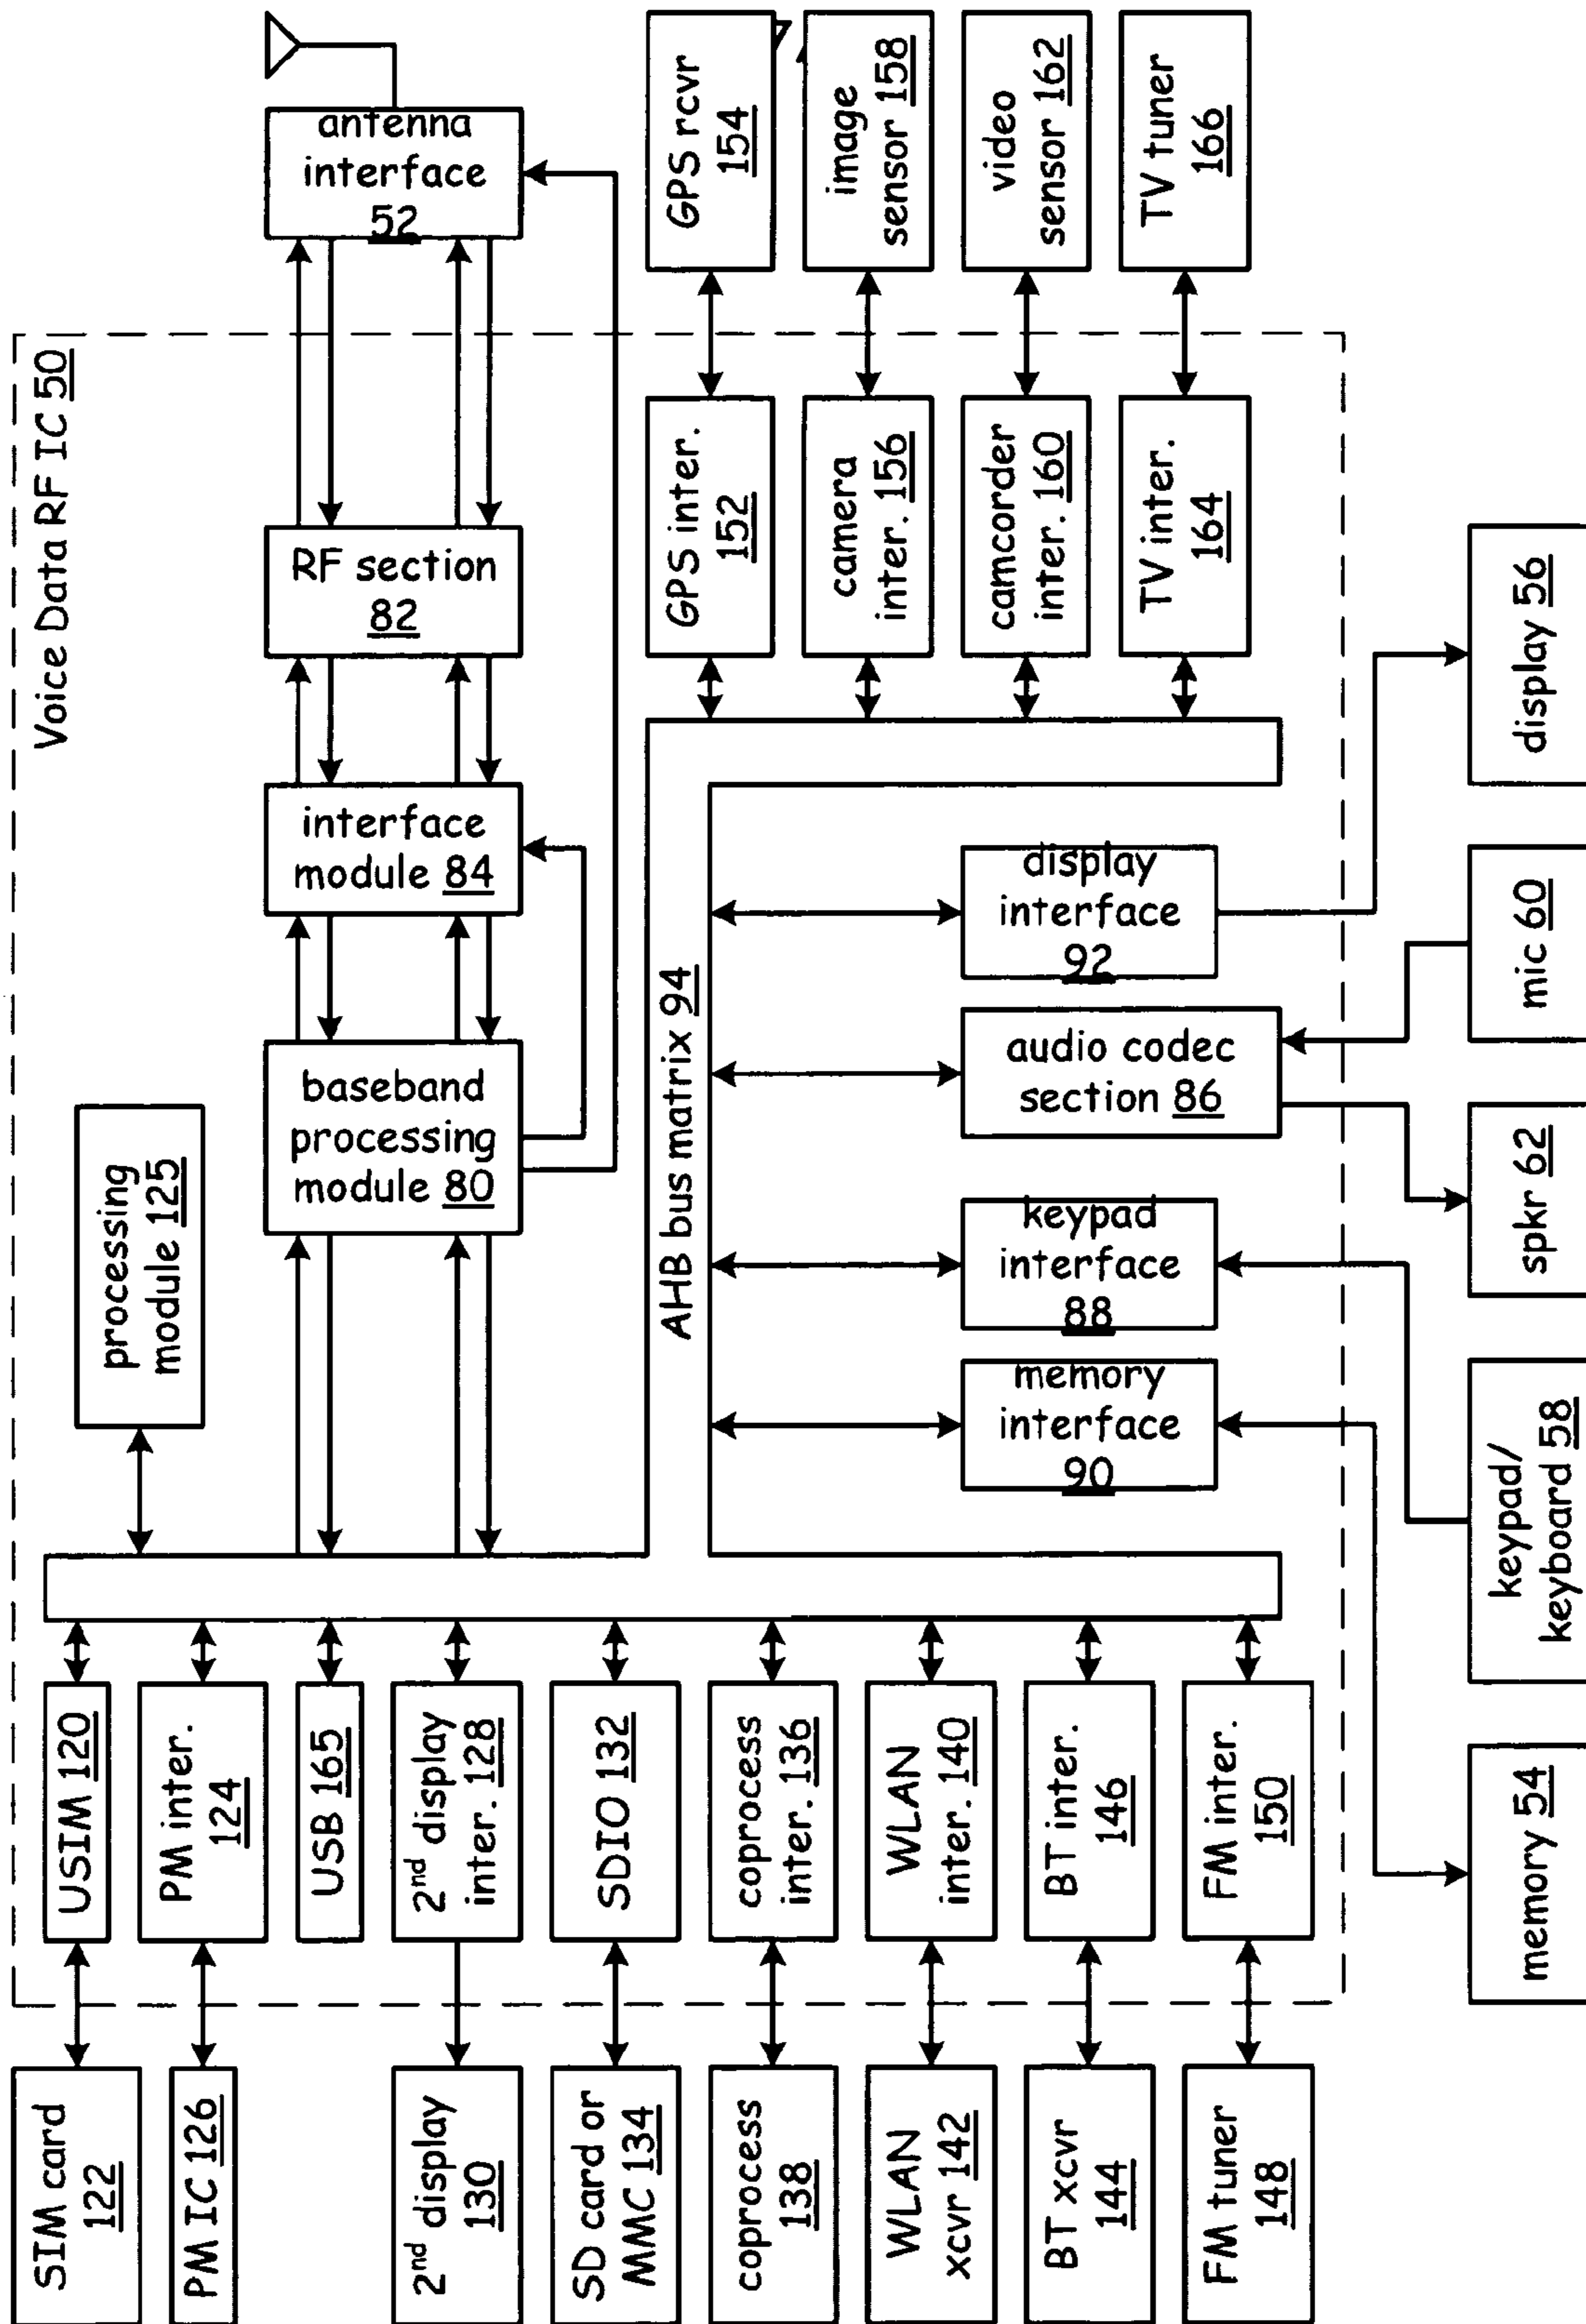 Voice Data RF IC 50
SIM card
122
USIM 120
PM IC 126
PM inter.
124
processing
module 125
USB 165
2nd display
130
2nd display
inter. 128
baseband
processing
module 80
interface
module 84
RF section
82
antenna
interface
52
SD card or
MMC 134
SDIO 132
AHB bus matrix 94
GPS inter.
152
GPS rcvr
154
coprocess
138
coprocess
inter. 136
camera
inter. 156
image
sensor 158
WLAN
xcvr 142
WLAN
inter. 140
memory
interface
90
keypad
interface
88
audio codec
section 86
display
interface
92
camcorder
inter. 160
video
sensor 162
BT xcvr
144
BT inter.
146
TV inter.
164
TV tuner
166
FM tuner
148
FM inter.
150
memory 54
keypad/
keyboard 58
spkr 62
mic 60
display 56